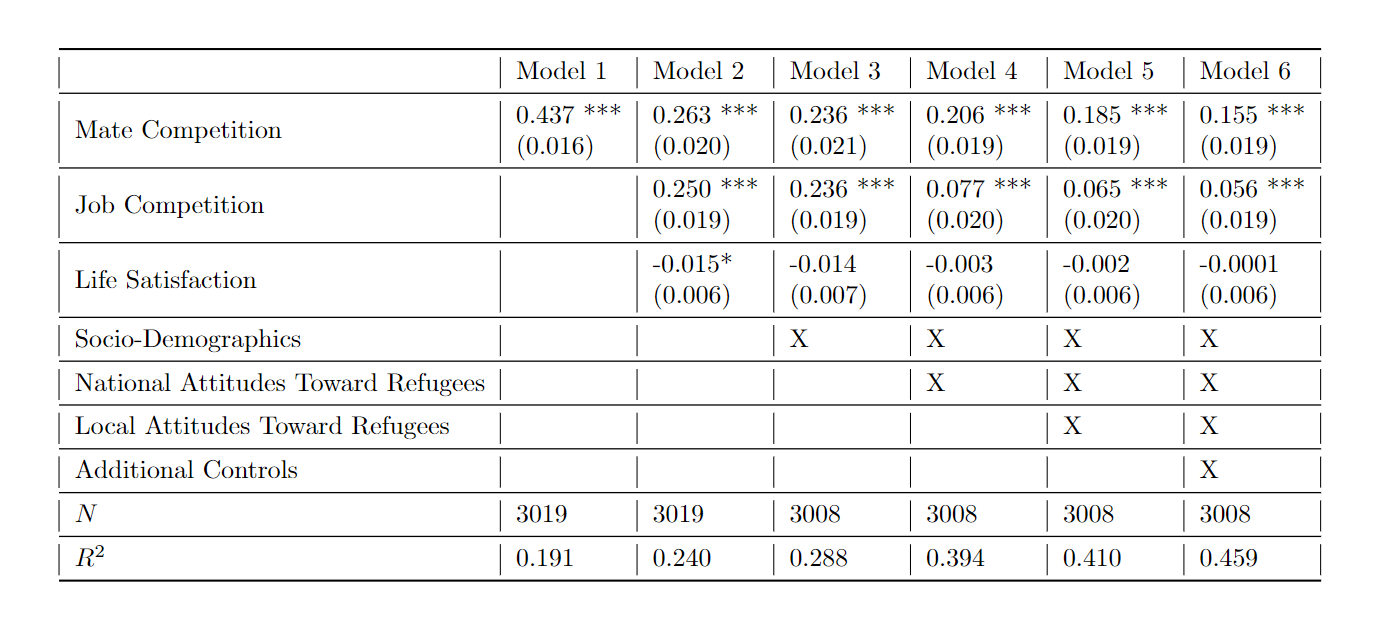 Model 1 Model 2 Model 3 Model 4 Model 5 Model 6
Mate Competition 0.437 *** 0.263 *** 0.236 *** 0.206 *** 0.185 *** 0.155 ***
(0.016) (0.020) (0.021) (0.019) (0.019) (0.019)
Job Competition 0.250 *** 0.236 *** 0.077 *** 0.065 *** 0.056 ***
(0.019) (0.019) (0.020) (0.020) (0.019)
Life Satisfaction -0.015* -0.014 -0.003 -0.002 -0.0001
(0.006) (0.007) (0.006) (0.006) (0.006)
Socio-Demographics X X X X
National Attitudes Toward Refugees X X X
Local Attitudes Toward Refugees X X
Additional Controls X
N 3019 3019 3008 3008 3008 3008
R² 0.191 0.240 0.288 0.394 0.410 0.459